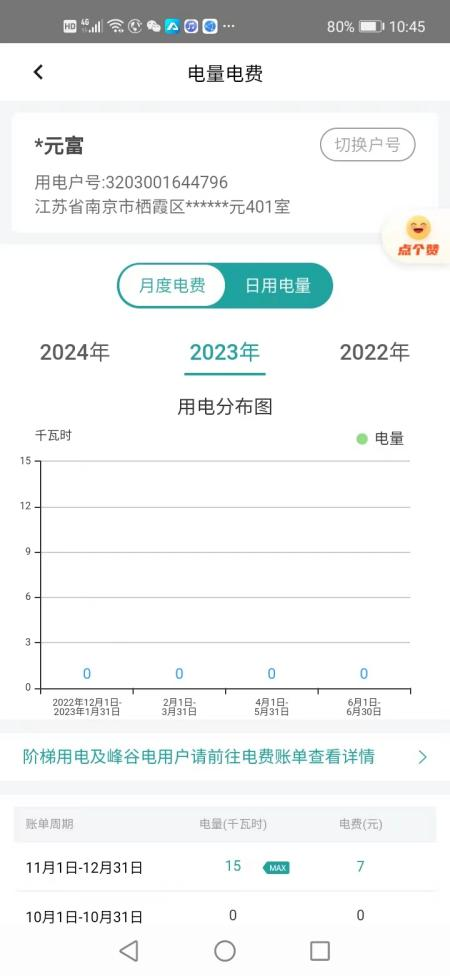 HD 4G 80% 10:45
电量电费
*元富
切换户号
用电户号:3203001644796
江苏省南京市栖霞区******元401室
点个赞
月度电费 日用电量
2024年 2023年 2022年
用电分布图
千瓦时 电量
15
12
9
6
3
0 0 0 0
0
2022年12月1日- 2月1日- 4月1日- 6月1日-
2023年1月31日 3月31日 5月31日 6月30日
阶梯用电及峰谷电用户请前往电费账单查看详情
账单周期 电量(千瓦时) 电费(元)
11月1日-12月31日 15 MAX 7
10月1日-10月31日 0 0